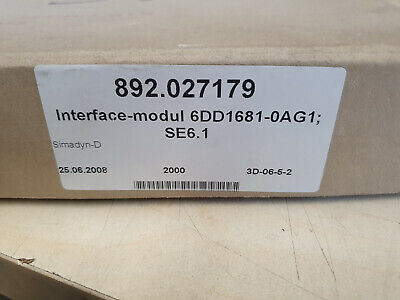 892.027179
Interface-modul 6DD1681-0AG1;
SE6.1
Simadyn-D
25.06.2008 2000 3D-06-5-2